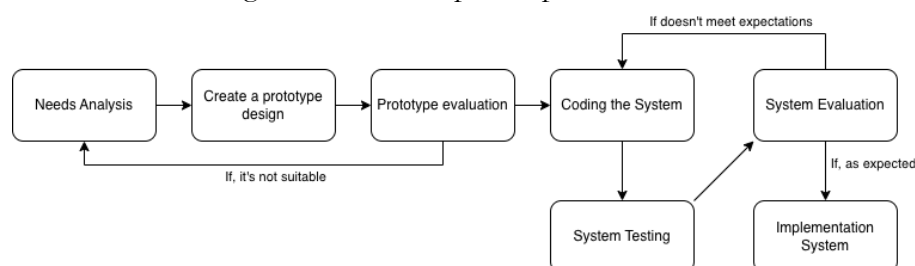 If doesn't meet expectations
Needs Analysis
Create a prototype
design
Prototype evaluation
Coding the System
System Evaluation
If, it's not suitable
If, as expected
System Testing
Implementation
System